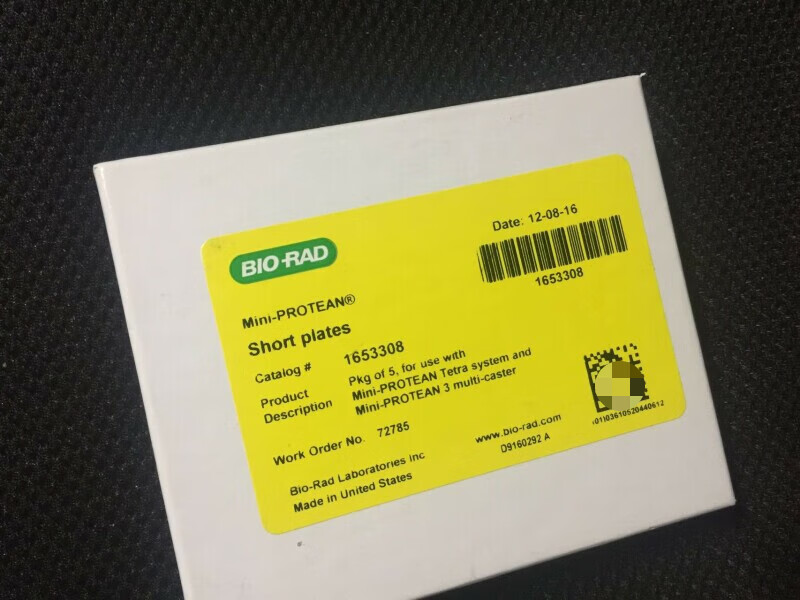 BIO-RAD
Date: 12-08-16
1653308
Mini-PROTEAN®
Short plates
Catalog # 1653308
Product Description Pkg of 5, for use with
Mini-PROTEAN Tetra system and
Mini-PROTEAN 3 multi-caster
Work Order No. 72785
www.bio-rad.com
D9160292 A
(01)03610520440612
Bio-Rad Laboratories Inc
Made in United States